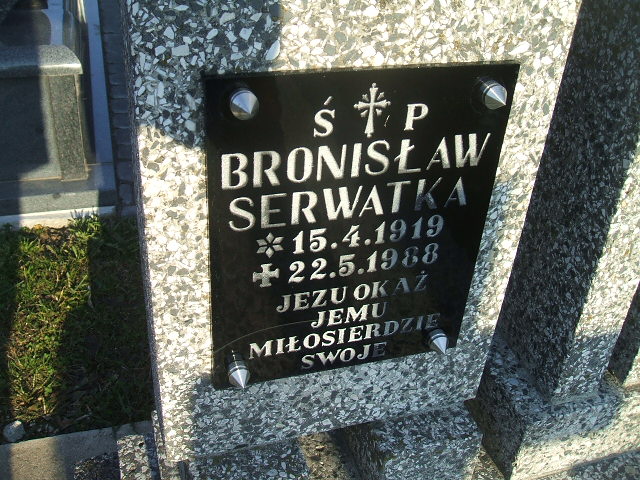 Ś P
BRONISŁAW
SERWATKA
15.4.1919
22.5.1988
JEZU OKAŻ
JEMU
MIŁOSIERDZIE
SWOJE